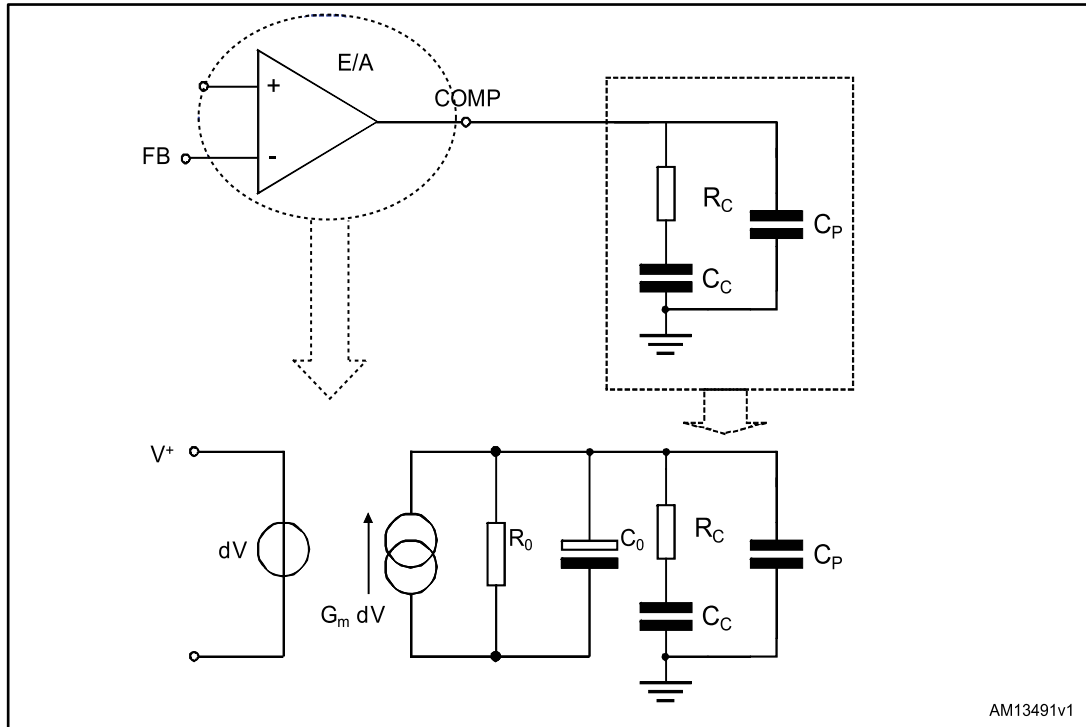 E/A
COMP
+
FB
-
R_C
C_P
C_C
V⁺
dV
G_m dV
R_0
C_0
R_C
C_P
C_C
AM13491v1